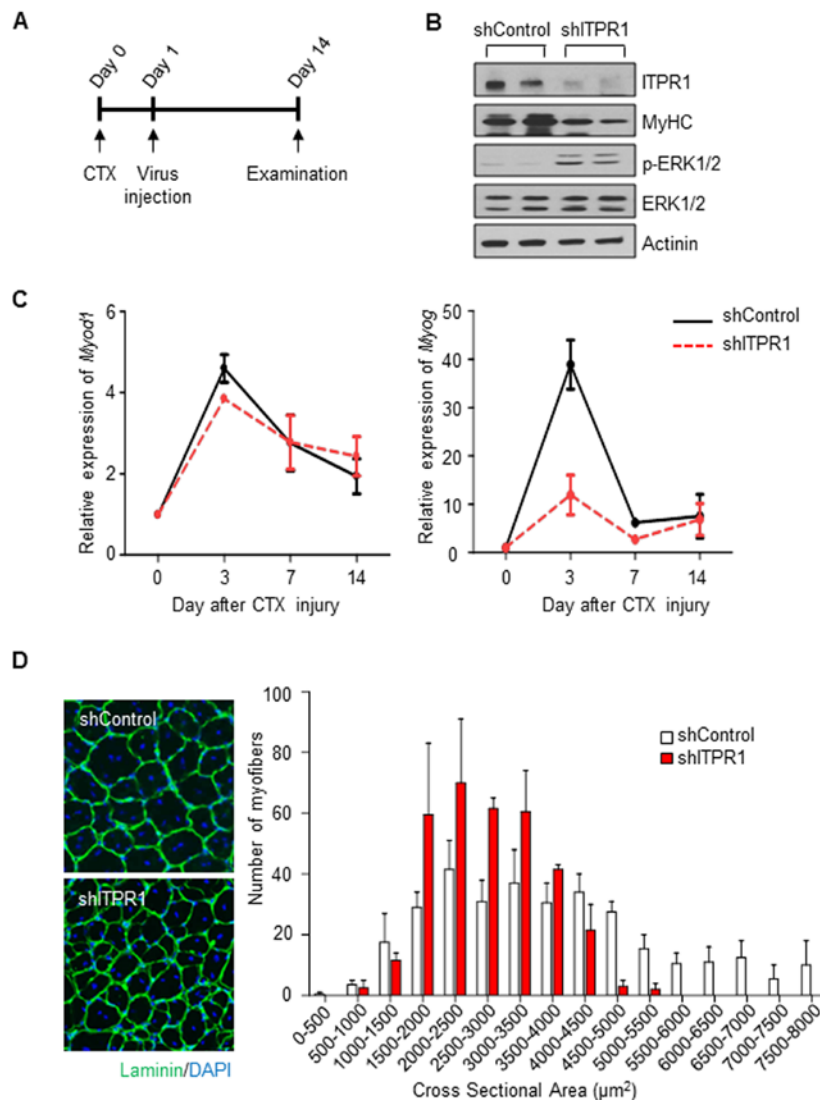 A
Day 0
Day 1
Day 14
CTX
Virus
injection
Examination
B
shControl
shITPR1
ITPR1
MyHC
p-ERK1/2
ERK1/2
Actinin
C
Relative expression of Myod1
6
4
2
0
0
3
7
14
Day after CTX injury
Relative expression of Myog
50
40
30
20
10
0
0
3
7
14
Day after CTX injury
shControl
shITPR1
D
shControl
shITPR1
Laminin/DAPI
Number of myofibers
100
80
60
40
20
0
shControl
shITPR1
0-500
500-1000
1000-1500
1500-2000
2000-2500
2500-3000
3000-3500
3500-4000
4000-4500
4500-5000
5000-5500
5500-6000
6000-6500
6500-7000
7000-7500
7500-8000
Cross Sectional Area (μm²)